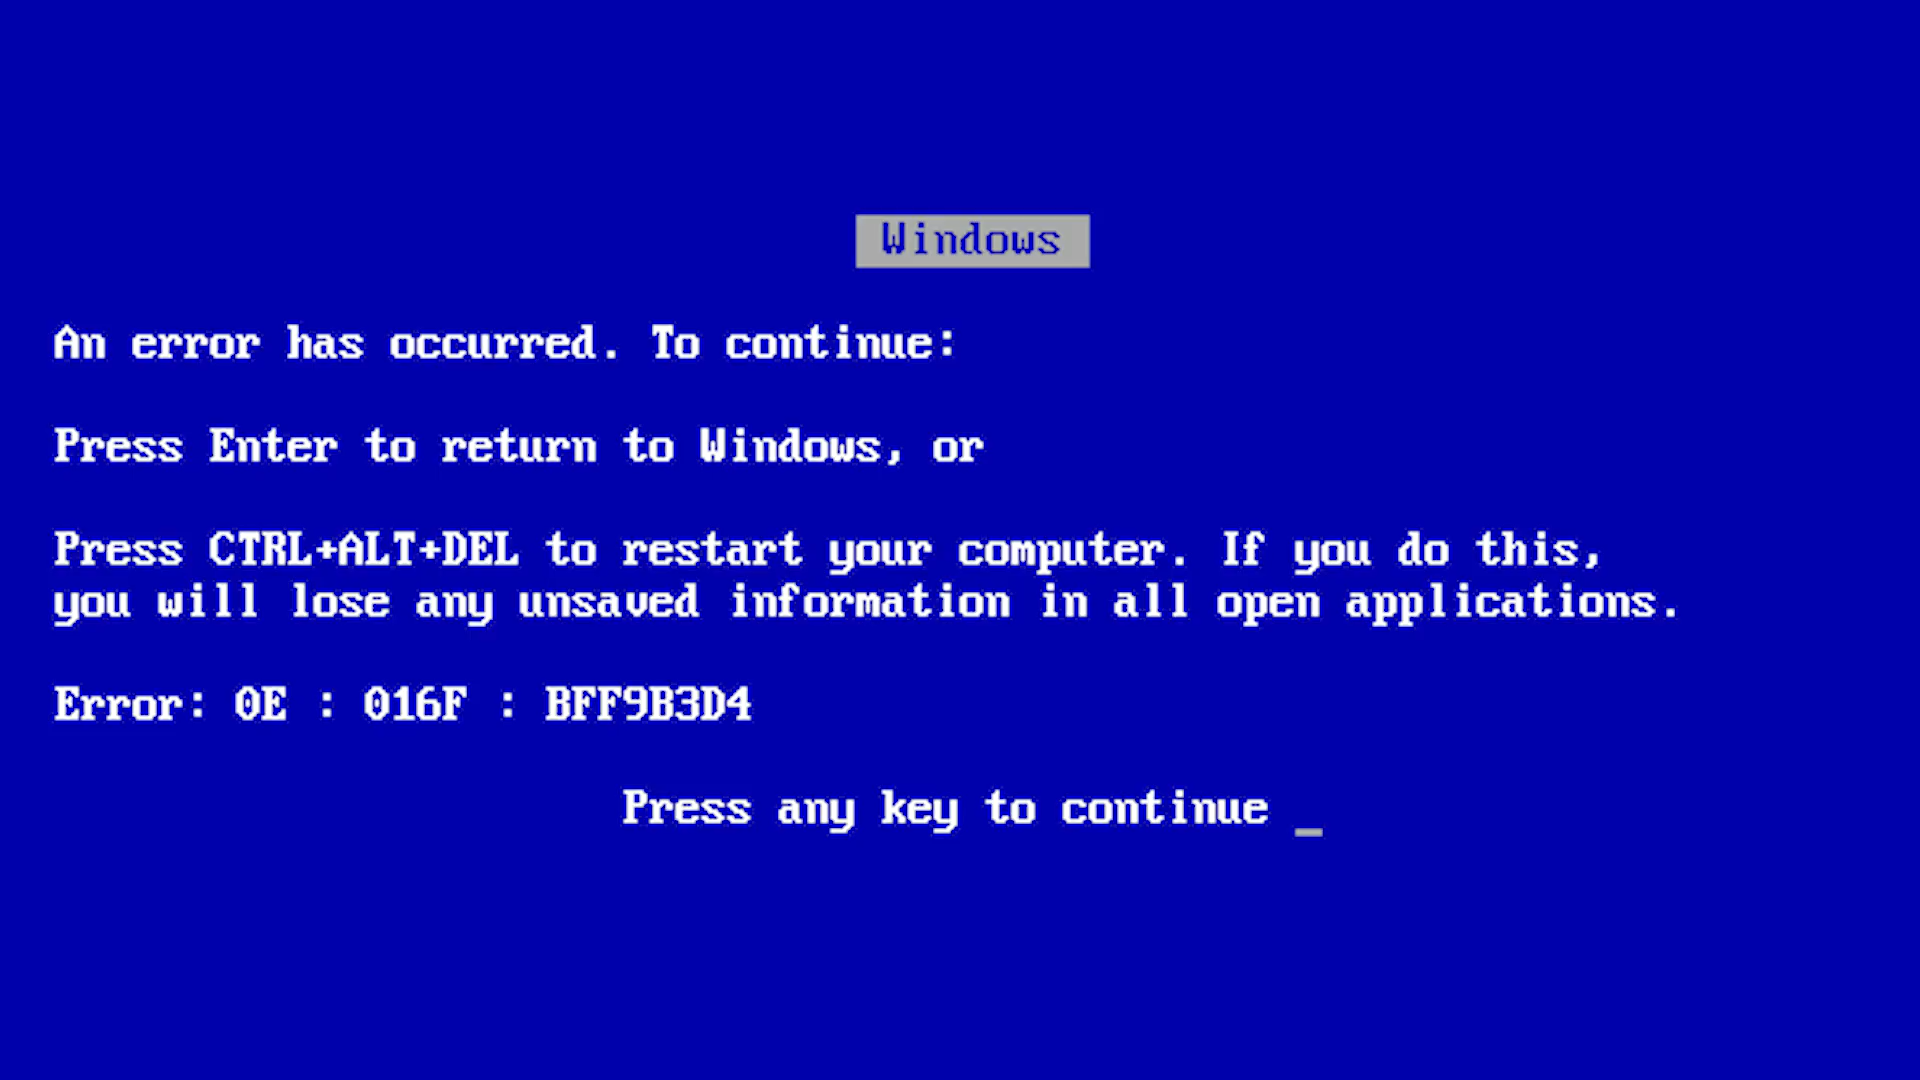 Windows
An error has occurred. To continue:
Press Enter to return to Windows, or
Press CTRL+ALT+DEL to restart your computer. If you do this,
you will lose any unsaved information in all open applications.
Error: 0E : 016F : BFF9B3D4
Press any key to continue _